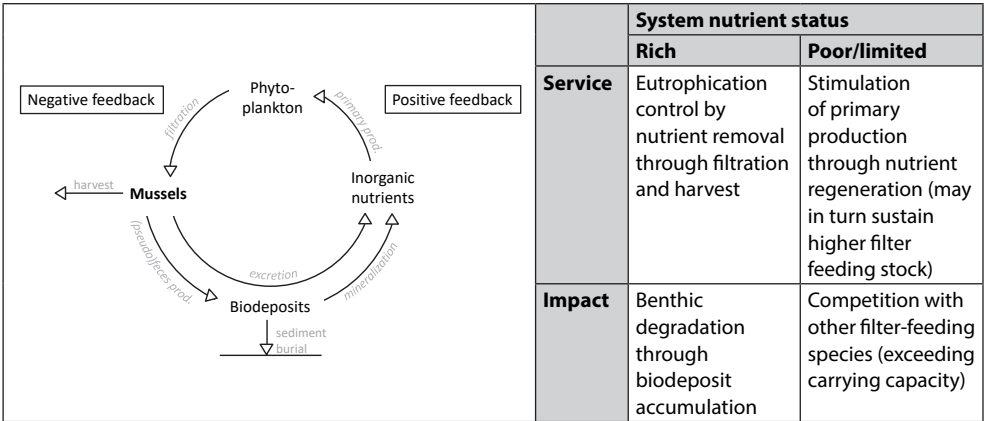 Negative feedback
Phyto-
plankton
Positive feedback
filtration
primary prod.
harvest
Mussels
Inorganic
nutrients
(pseudo)feces prod.
excretion
mineralization
Biodeposits
sediment
burial
System nutrient status
Rich
Poor/limited
Service
Eutrophication
control by
nutrient removal
through filtration
and harvest
Stimulation
of primary
production
through nutrient
regeneration (may
in turn sustain
higher filter
feeding stock)
Impact
Benthic
degradation
through
biodeposit
accumulation
Competition with
other filter-feeding
species (exceeding
carrying capacity)